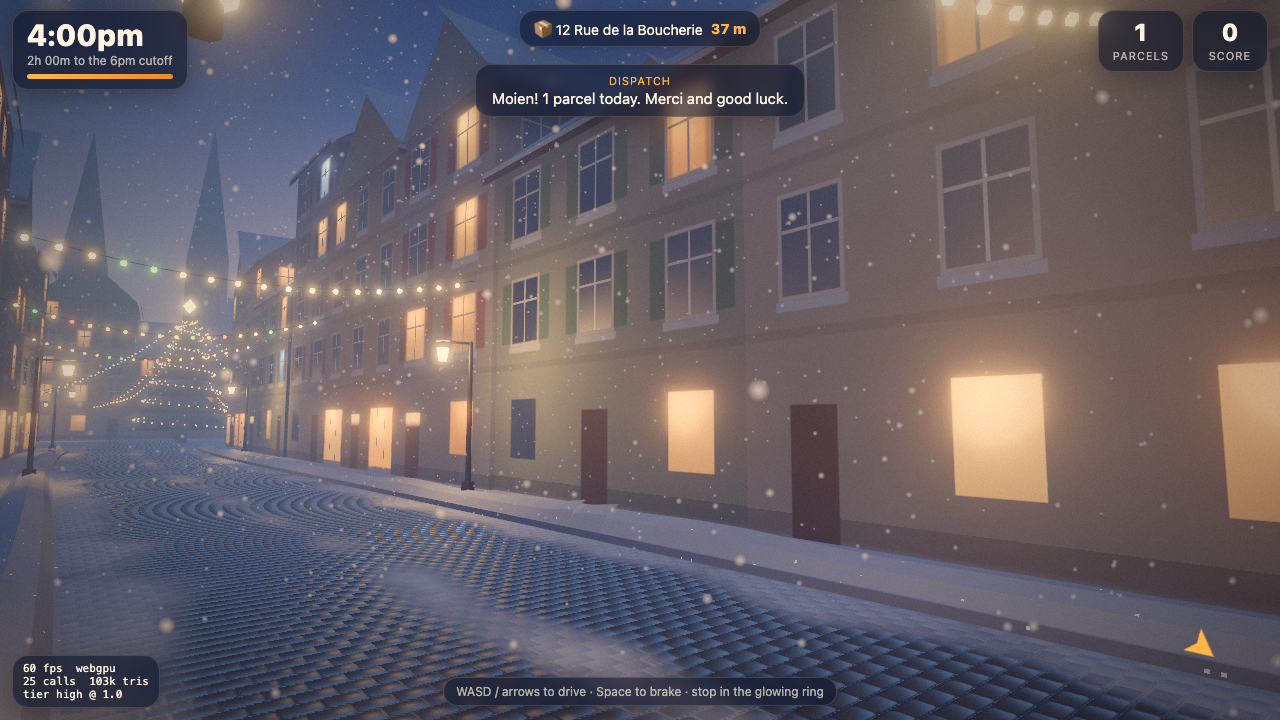 4:00pm
2h 00m to the 6pm cutoff
12 Rue de la Boucherie 37 m
DISPATCH
Moien! 1 parcel today. Merci and good luck.
1
PARCELS
0
SCORE
60 fps webgpu
25 calls 103k tris
tier high @ 1.0
WASD / arrows to drive · Space to brake · stop in the glowing ring